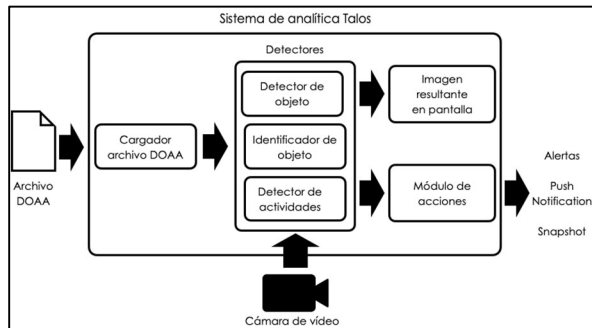 Sistema de analítica Talos
Detectores
Detector de
objeto
Imagen
resultante
en pantalla
Cargador
archivo DOAA
Identificador
de objeto
Archivo
DOAA
Detector de
actividades
Módulo de
acciones
Alertas
Push
Notification
Snapshot
Cámara de vídeo